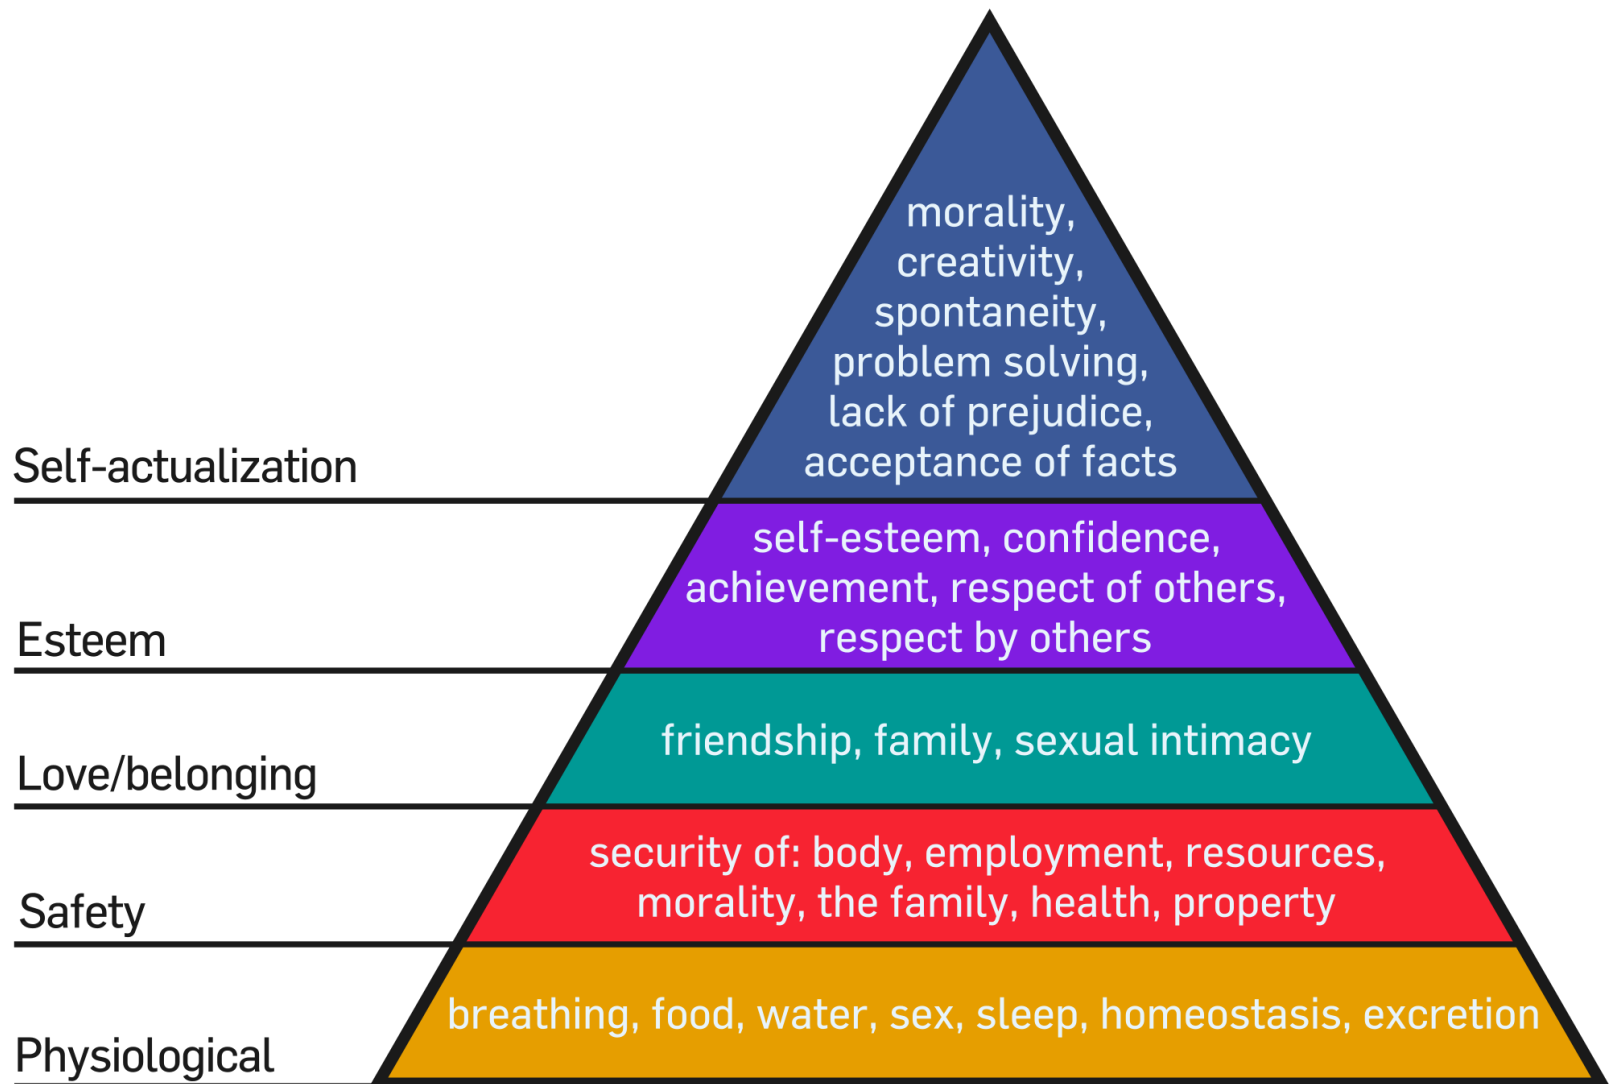 morality,
creativity,
spontaneity,
problem solving,
lack of prejudice,
acceptance of facts
Self-actualization
self-esteem, confidence,
achievement, respect of others,
respect by others
Esteem
friendship, family, sexual intimacy
Love/belonging
security of: body, employment, resources,
morality, the family, health, property
Safety
breathing, food, water, sex, sleep, homeostasis, excretion
Physiological